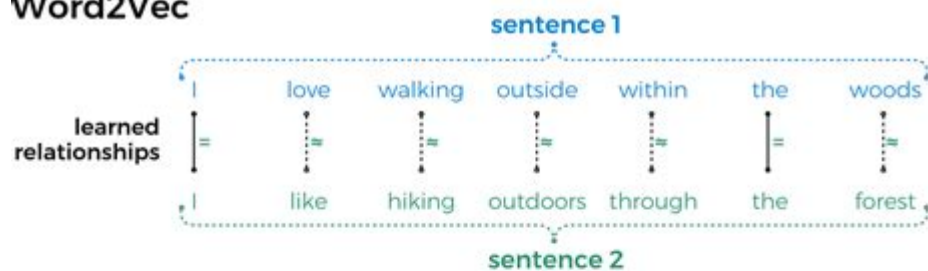 Word2Vec
sentence 1
I love walking outside within the woods
learned
relationships
= ≈ ≈ ≈ ≈ = ≈
I like hiking outdoors through the forest
sentence 2